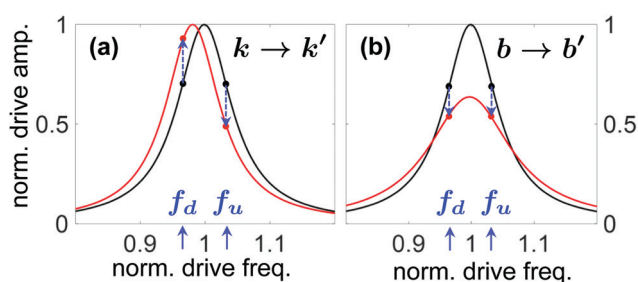 norm. drive amp.
1
0.5
0
(a)
k → k′
f_d
f_u
0.9
1
1.1
norm. drive freq.
(b)
b → b′
f_d
f_u
1
0.5
0
0.9
1
1.1
norm. drive freq.